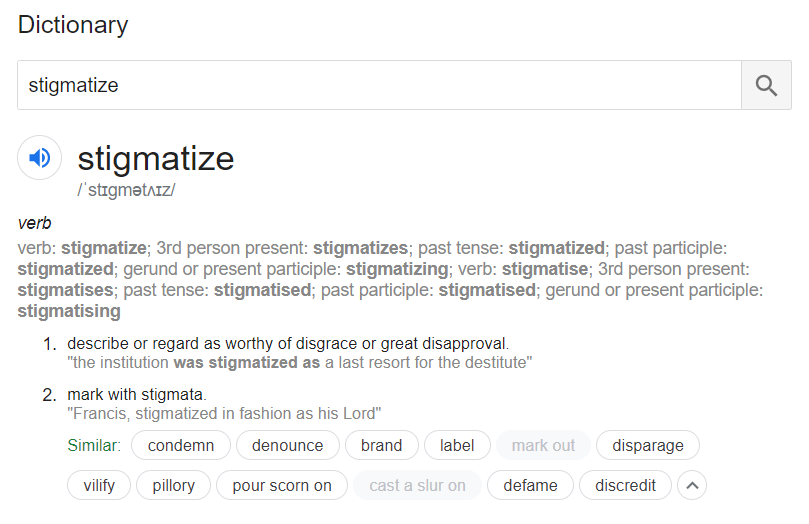 Dictionary
stigmatize
stigmatize
/ˈstɪɡmətʌɪz/
verb
verb: stigmatize; 3rd person present: stigmatizes; past tense: stigmatized; past participle:
stigmatized; gerund or present participle: stigmatizing; verb: stigmatise; 3rd person present:
stigmatises; past tense: stigmatised; past participle: stigmatised; gerund or present participle:
stigmatising
1. describe or regard as worthy of disgrace or great disapproval.
"the institution was stigmatized as a last resort for the destitute"
2. mark with stigmata.
"Francis, stigmatized in fashion as his Lord"
Similar: condemn denounce brand label mark out disparage
vilify pillory pour scorn on cast a slur on defame discredit